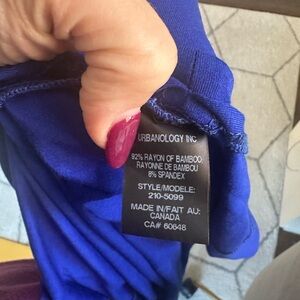 URBANOLOGY INC
92% RAYON OF BAMBOO
RAYONNE DE BAMBOU
8% SPANDEX
STYLE/MODELE:
210-5099
MADE IN/FAIT AU:
CANADA
CA# 60648